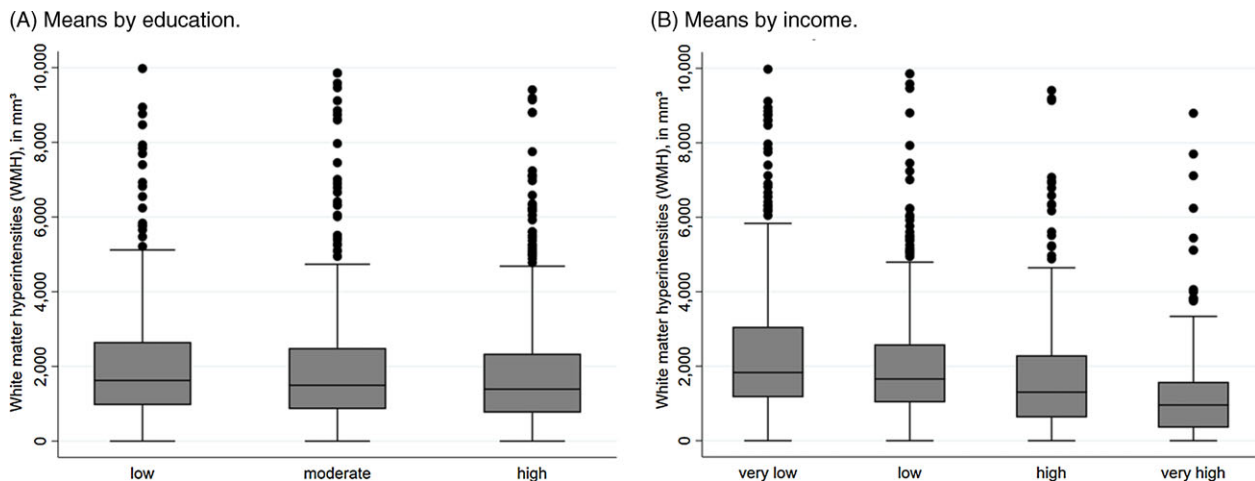 (A) Means by education.
White matter hyperintensities (WMH), in mm³
10,000
8,000
6,000
4,000
2,000
0
low moderate high
(B) Means by income.
White matter hyperintensities (WMH), in mm³
10,000
8,000
6,000
4,000
2,000
0
very low low high very high